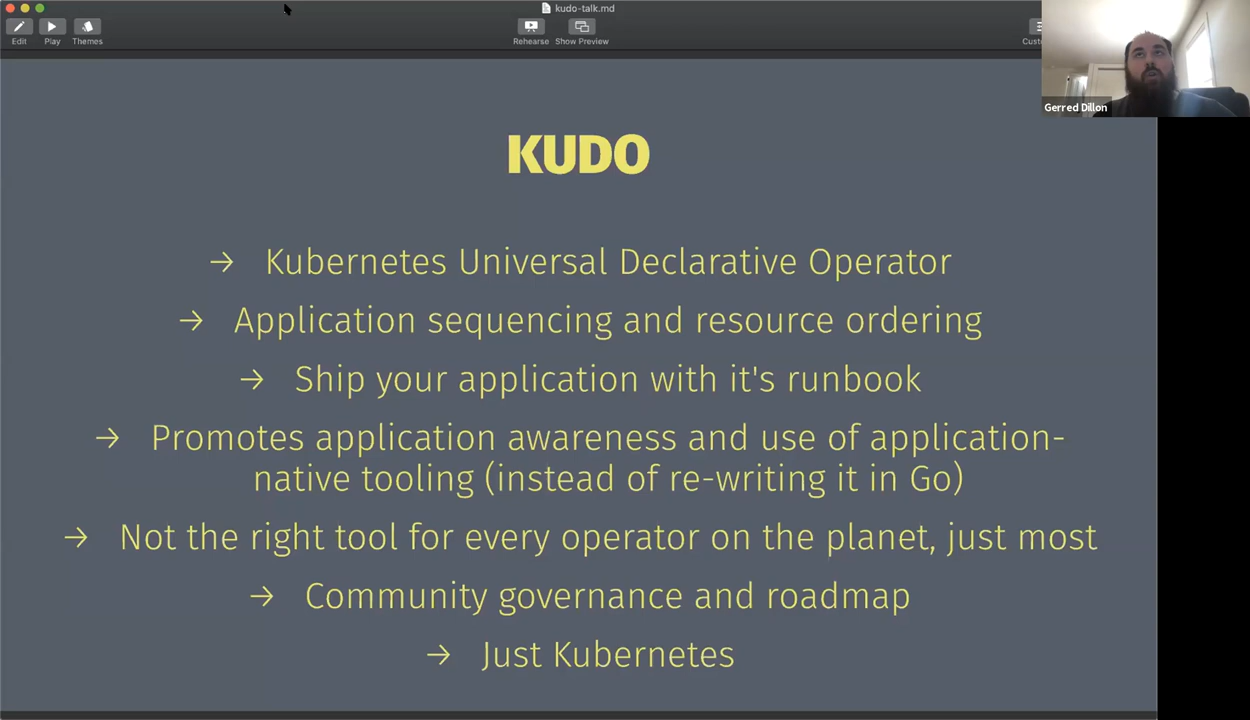 kudo-talk.md
Edit
Play
Themes
Rehearse
Show Preview
Gerred Dillon
KUDO
→ Kubernetes Universal Declarative Operator
→ Application sequencing and resource ordering
→ Ship your application with it's runbook
→ Promotes application awareness and use of application-
native tooling (instead of re-writing it in Go)
→ Not the right tool for every operator on the planet, just most
→ Community governance and roadmap
→ Just Kubernetes